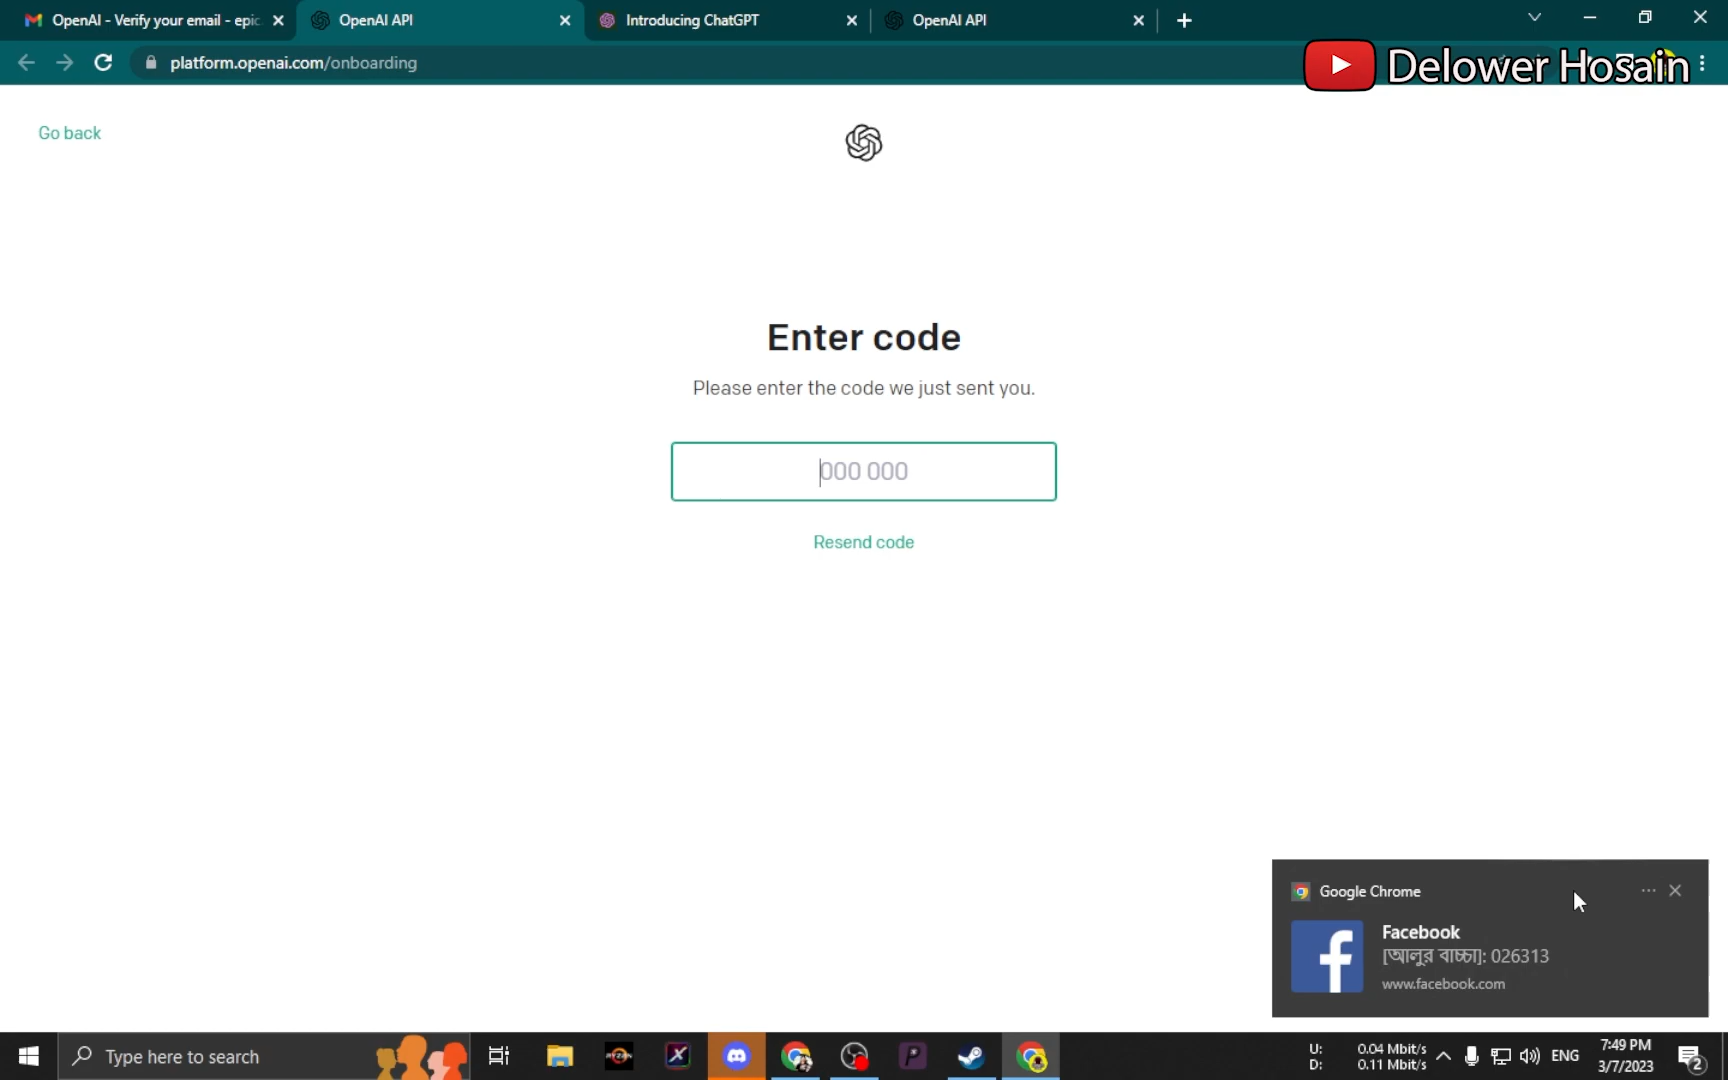 OpenAI - Verify your email - epic
OpenAI API
Introducing ChatGPT
OpenAI API
platform.openai.com/onboarding
Delower Hosain
Go back
Enter code
Please enter the code we just sent you.
000 000
Resend code
Google Chrome
Facebook
[আলুর বাচ্চা]: 026313
www.facebook.com
Type here to search
U: 0.04 Mbit/s
D: 0.11 Mbit/s
ENG
7:49 PM
3/7/2023
2